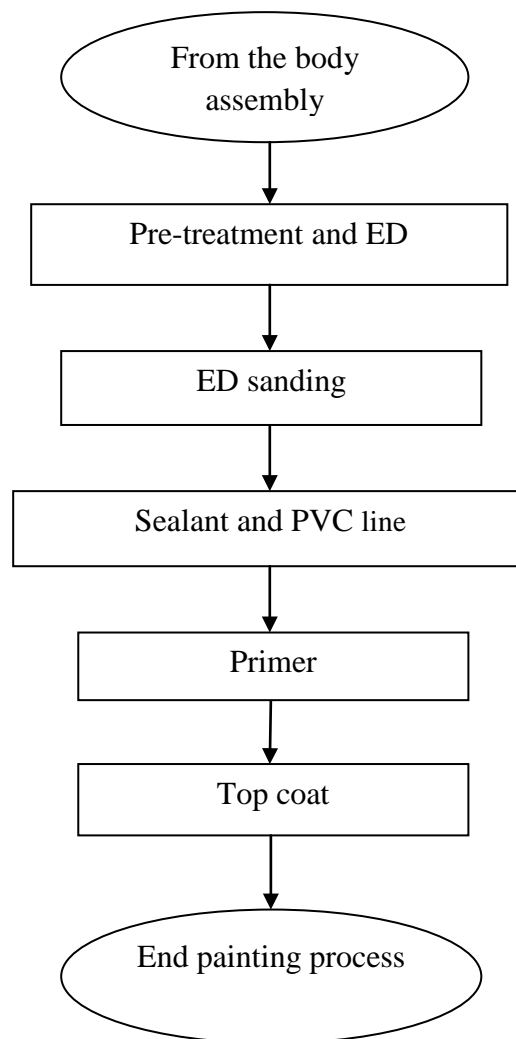 From the body
assembly
Pre-treatment and ED
ED sanding
Sealant and PVC line
Primer
Top coat
End painting process